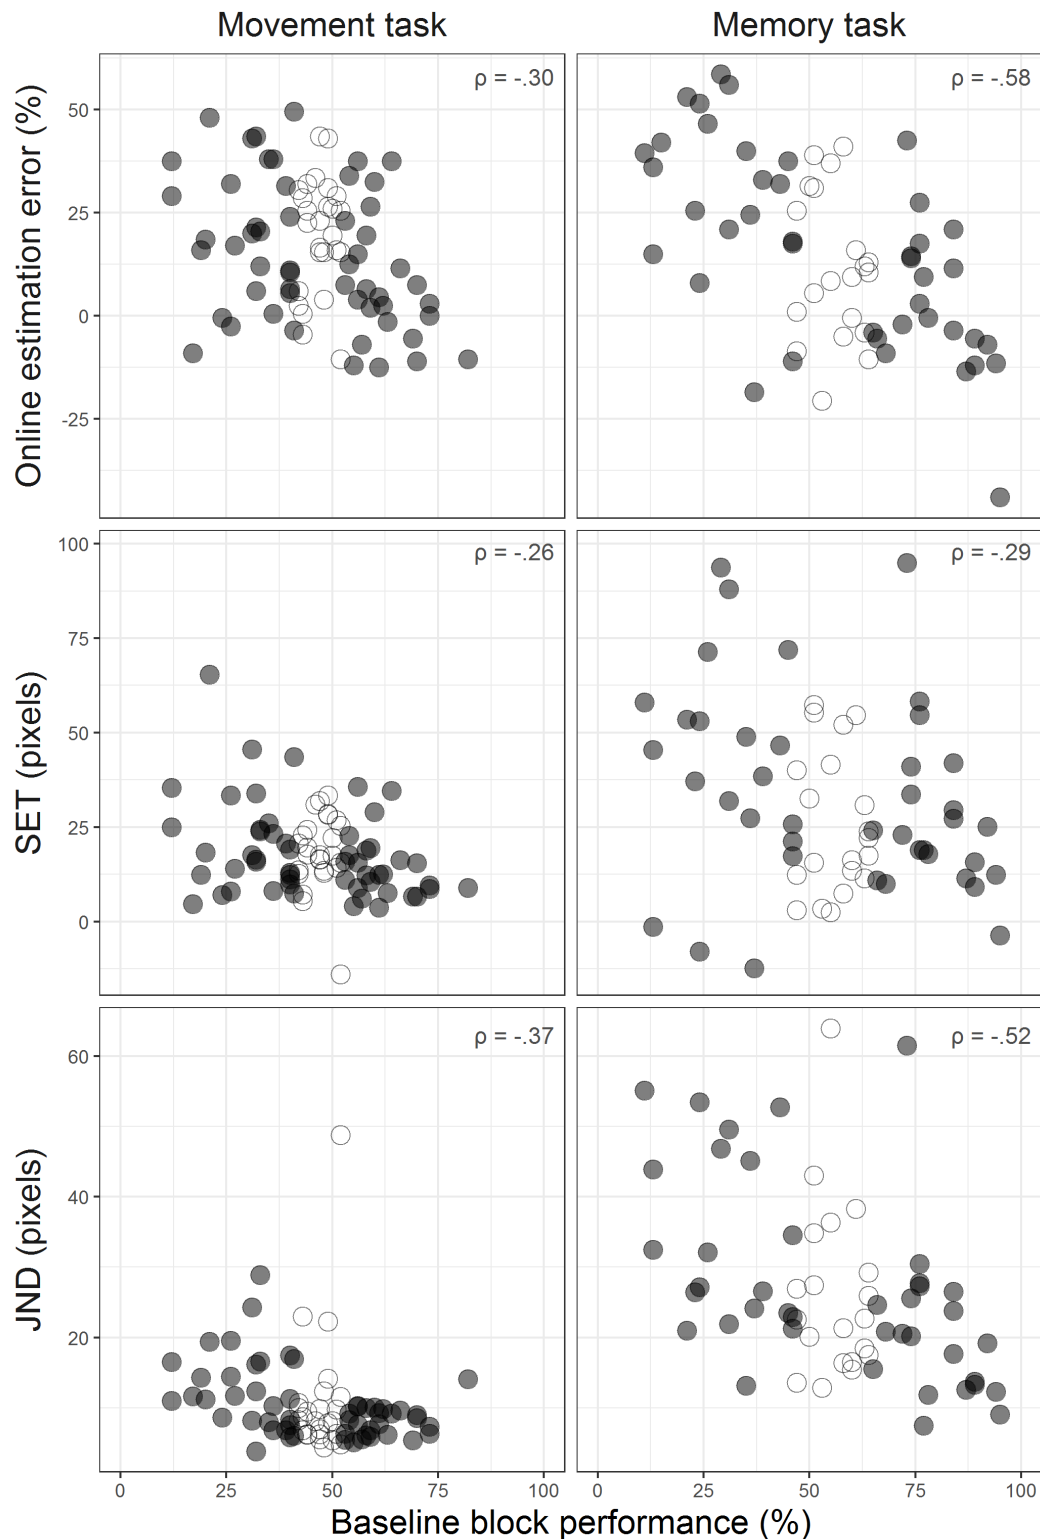 Movement task
Memory task
Online estimation error (%)
50
25
0
-25
ρ = -.30
ρ = -.58
SET (pixels)
100
75
50
25
0
ρ = -.26
ρ = -.29
JND (pixels)
60
40
20
ρ = -.37
ρ = -.52
0 25 50 75 100
0 25 50 75 100
Baseline block performance (%)